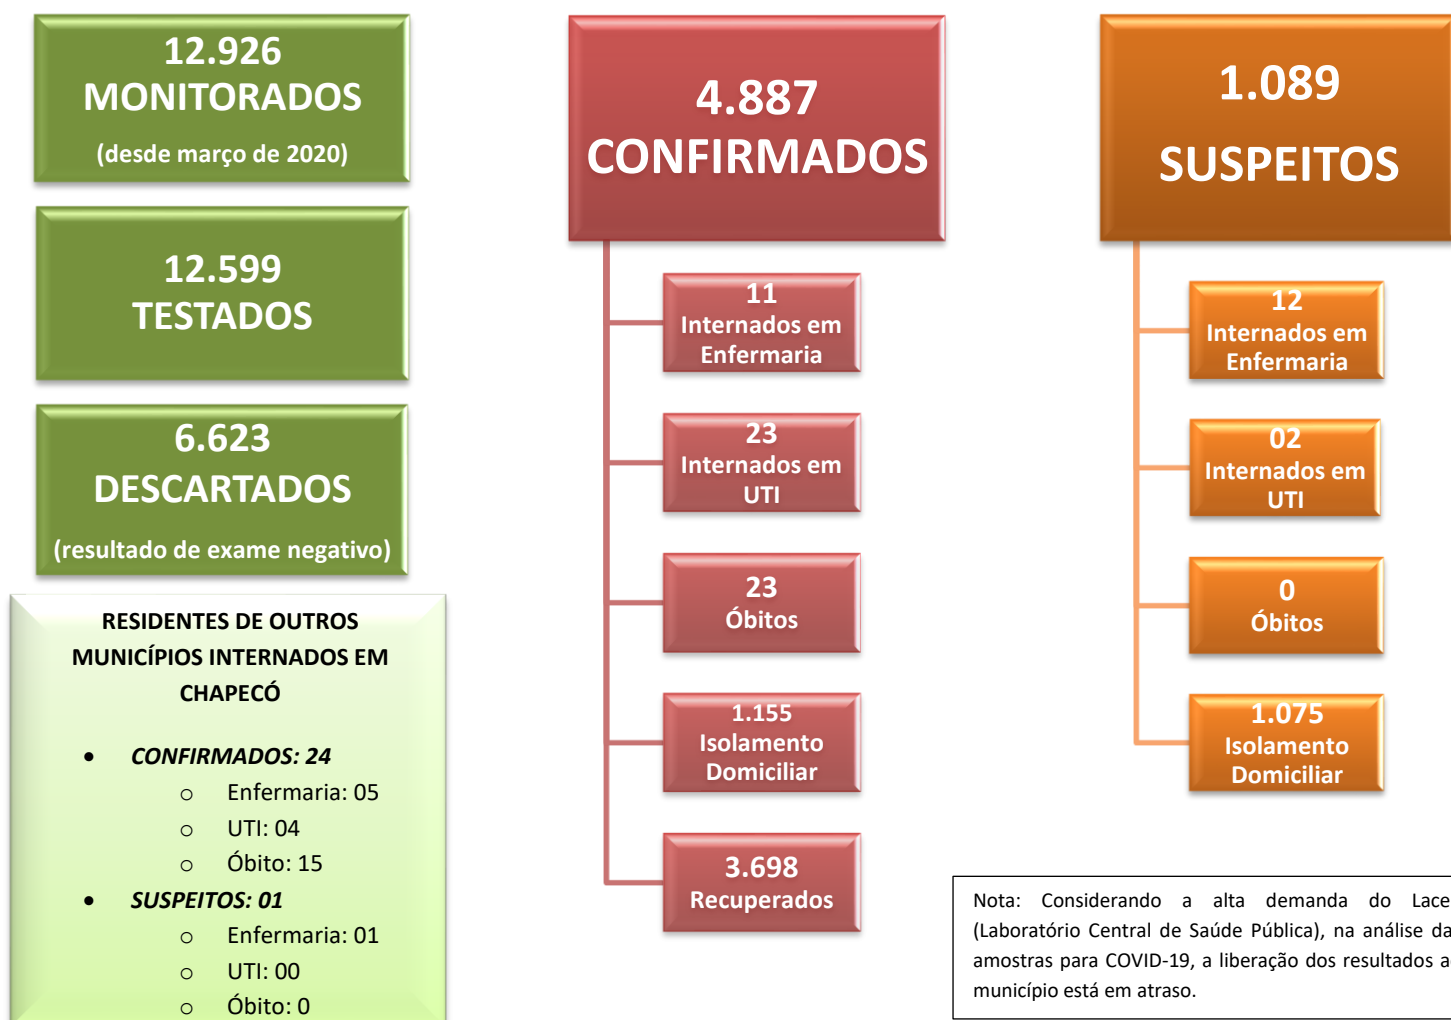 12.926
MONITORADOS
(desde março de 2020)
12.599
TESTADOS
6.623
DESCARTADOS
(resultado de exame negativo)
RESIDENTES DE OUTROS
MUNICÍPIOS INTERNADOS EM
CHAPECÓ
• CONFIRMADOS: 24
o Enfermaria: 05
o UTI: 04
o Óbito: 15
• SUSPEITOS: 01
o Enfermaria: 01
o UTI: 00
o Óbito: 0
4.887
CONFIRMADOS
11
Internados em
Enfermaria
23
Internados em
UTI
23
Óbitos
1.155
Isolamento
Domiciliar
3.698
Recuperados
1.089
SUSPEITOS
12
Internados em
Enfermaria
02
Internados em
UTI
0
Óbitos
1.075
Isolamento
Domiciliar
Nota: Considerando a alta demanda do Lace
(Laboratório Central de Saúde Pública), na análise da
amostras para COVID-19, a liberação dos resultados a
município está em atraso.